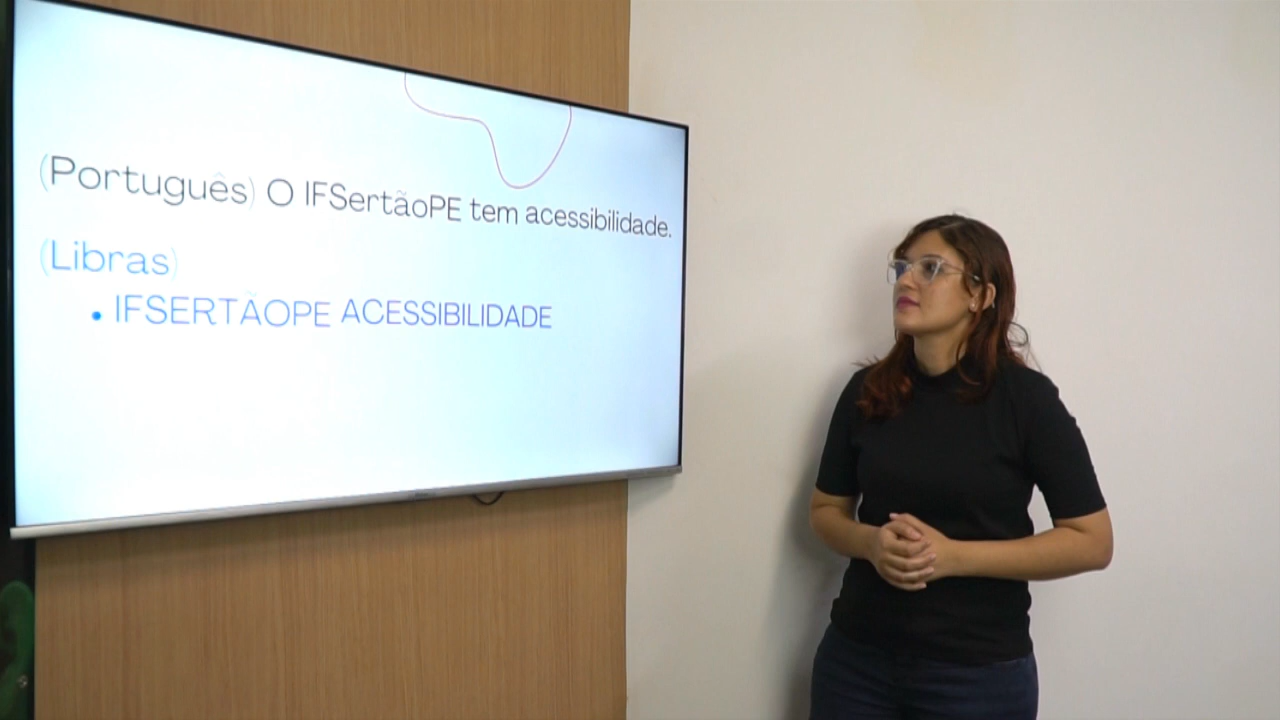 (Português) O IFSertãoPE tem acessibilidade.
(Libras)
• IFSERTÃOPE ACESSIBILIDADE